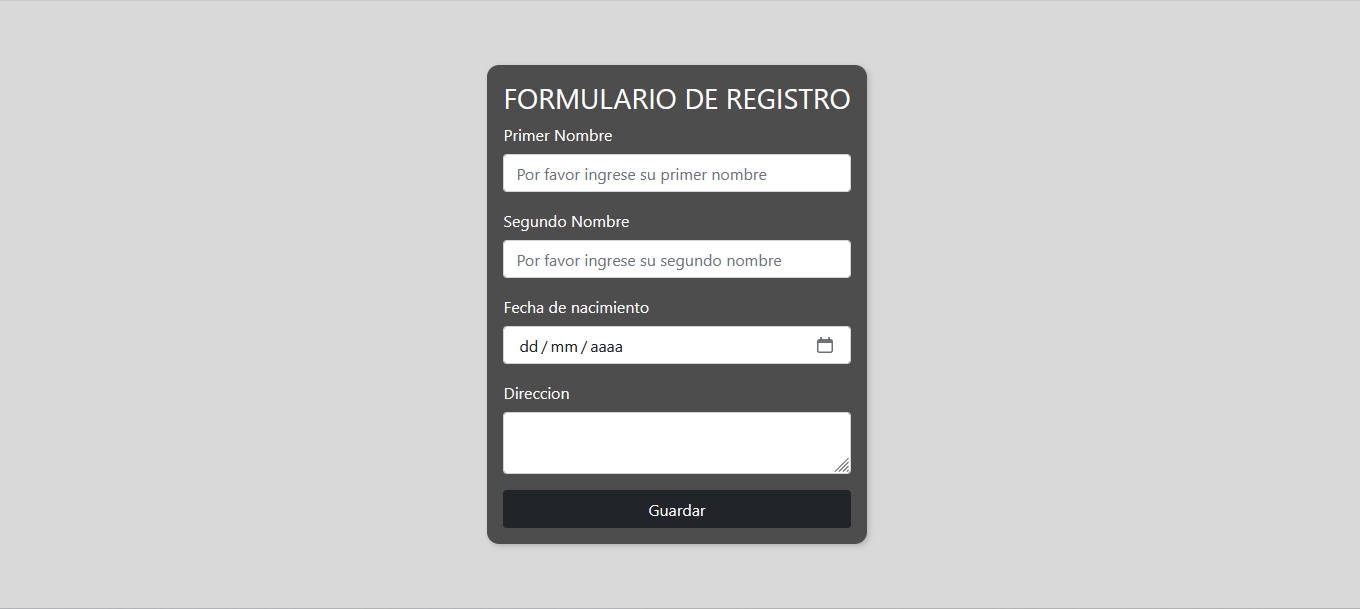 FORMULARIO DE REGISTRO
Primer Nombre
Por favor ingrese su primer nombre
Segundo Nombre
Por favor ingrese su segundo nombre
Fecha de nacimiento
dd/mm/aaaa
Direccion
Guardar